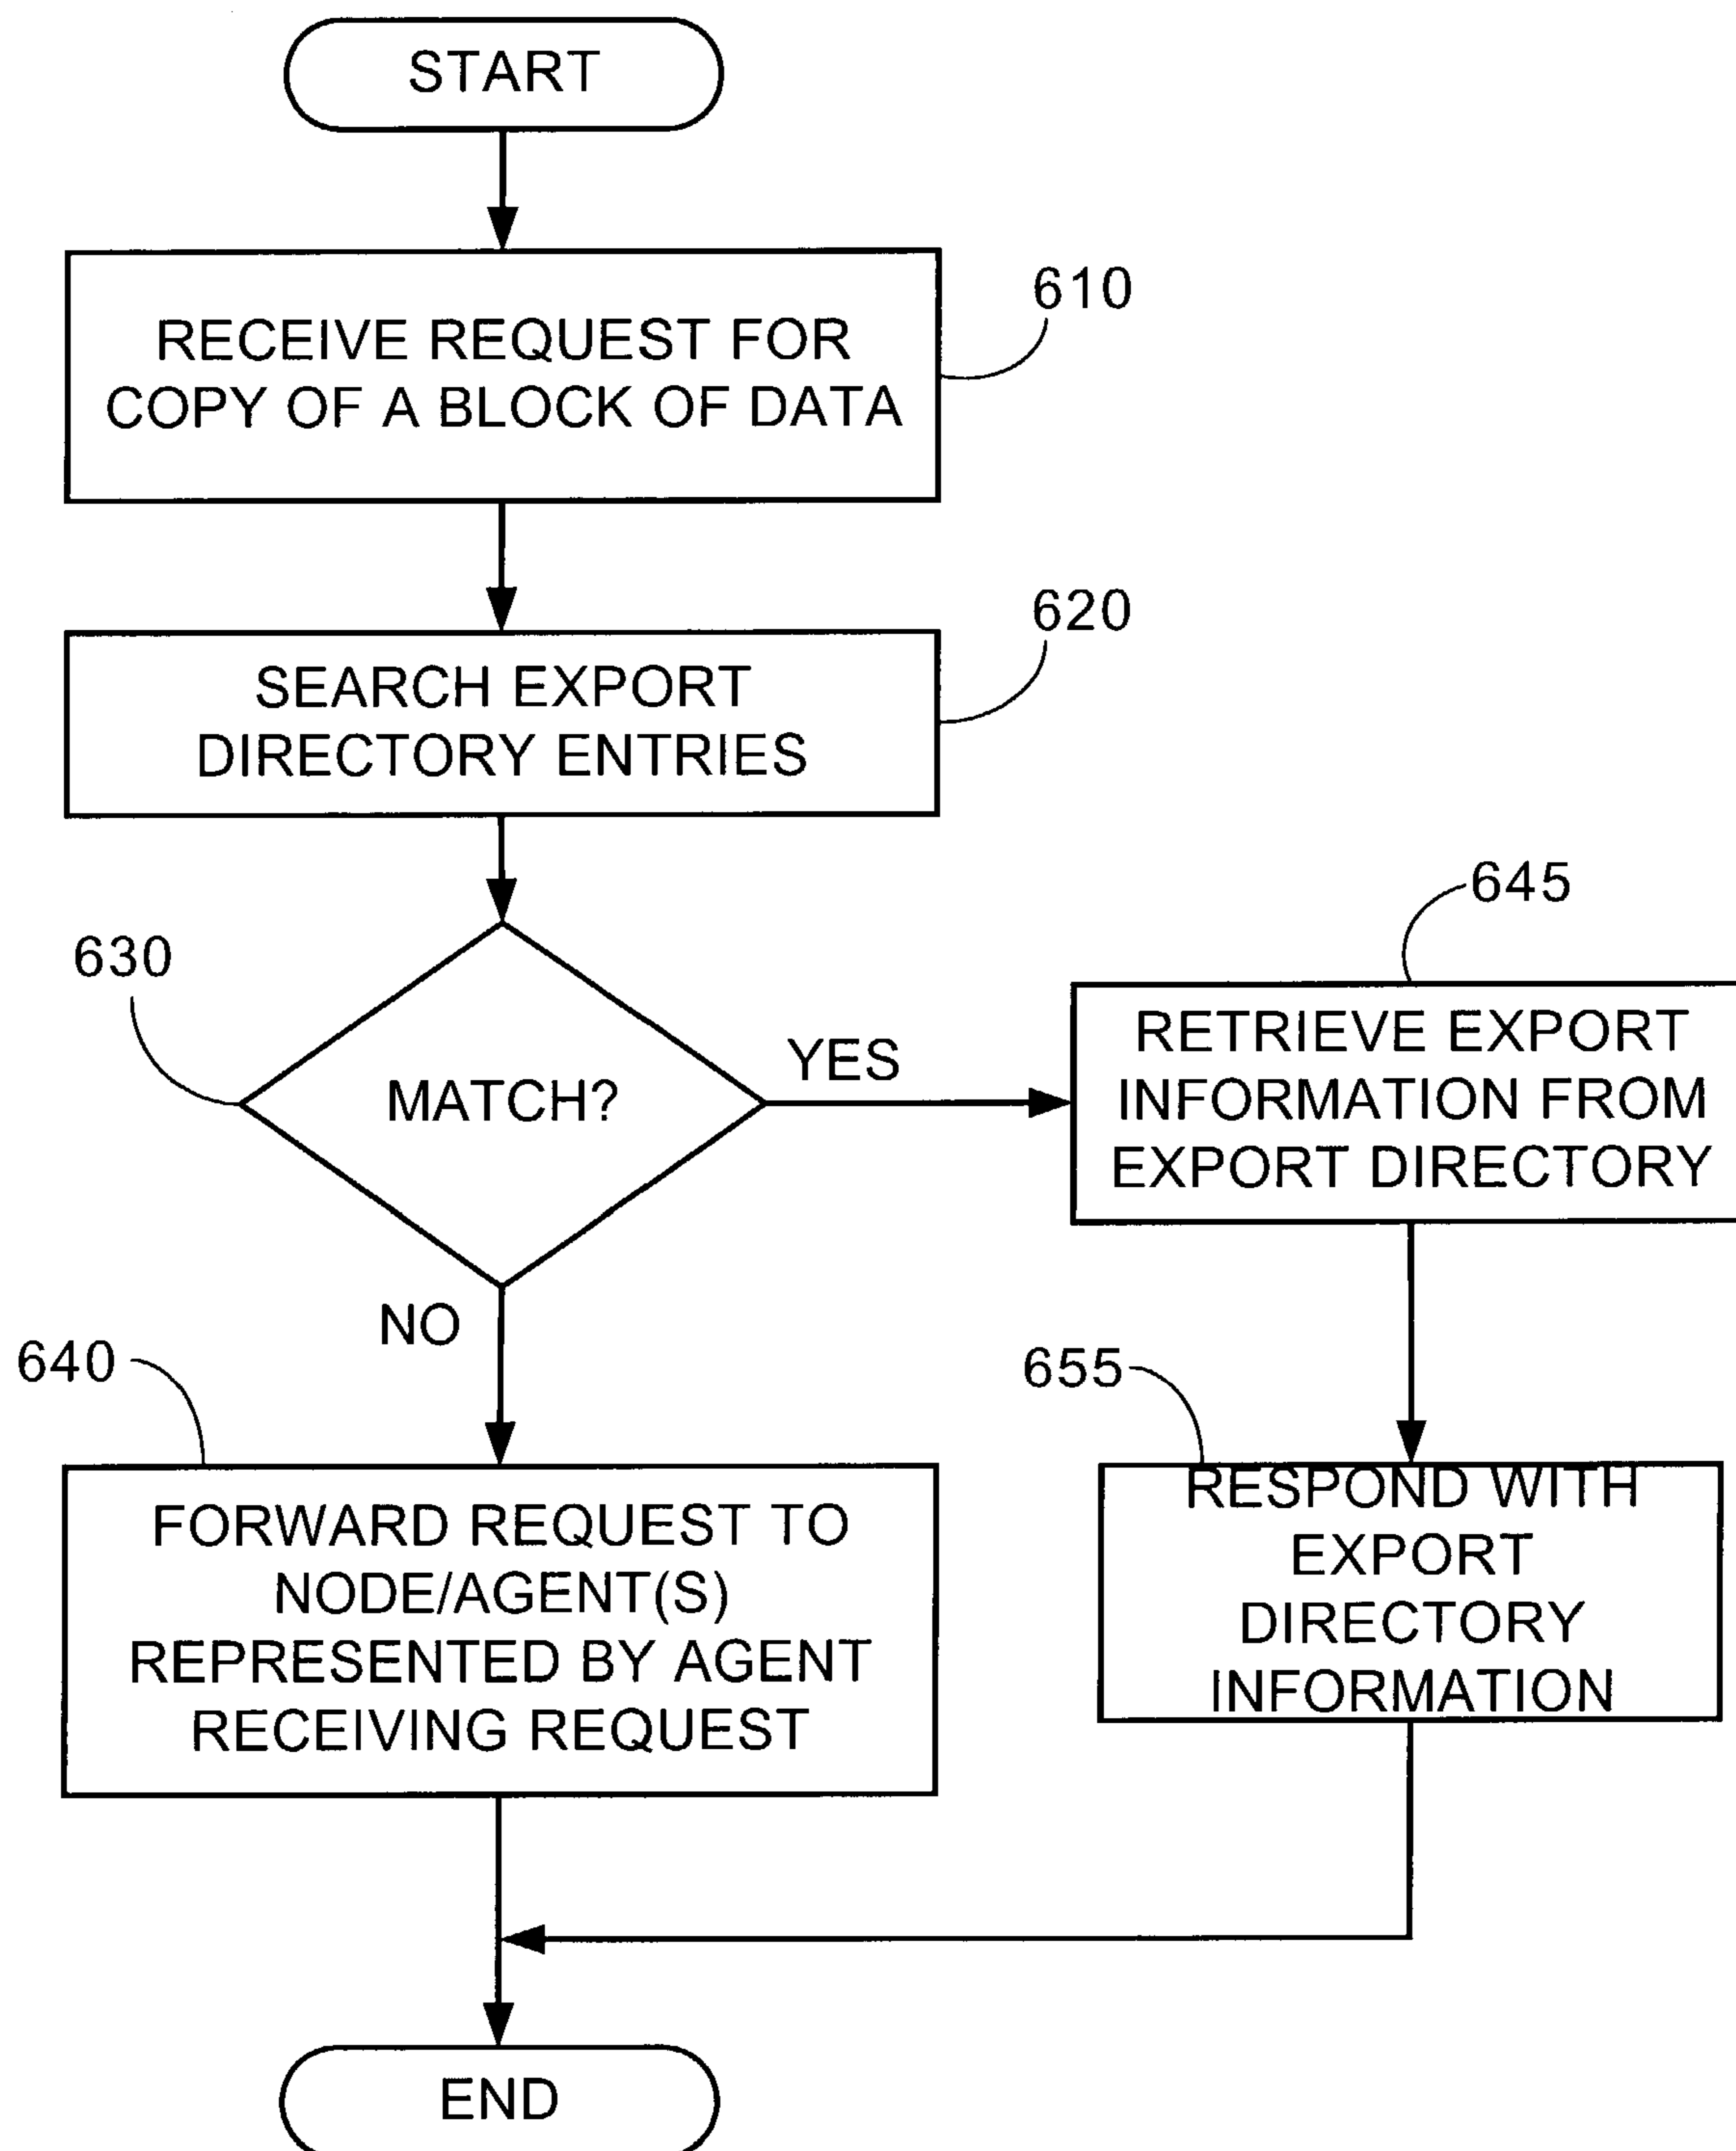 START
610
RECEIVE REQUEST FOR
COPY OF A BLOCK OF DATA
620
SEARCH EXPORT
DIRECTORY ENTRIES
630
MATCH?
YES
645
RETRIEVE EXPORT
INFORMATION FROM
EXPORT DIRECTORY
NO
640
FORWARD REQUEST TO
NODE/AGENT(S)
REPRESENTED BY AGENT
RECEIVING REQUEST
655
RESPOND WITH
EXPORT
DIRECTORY
INFORMATION
END